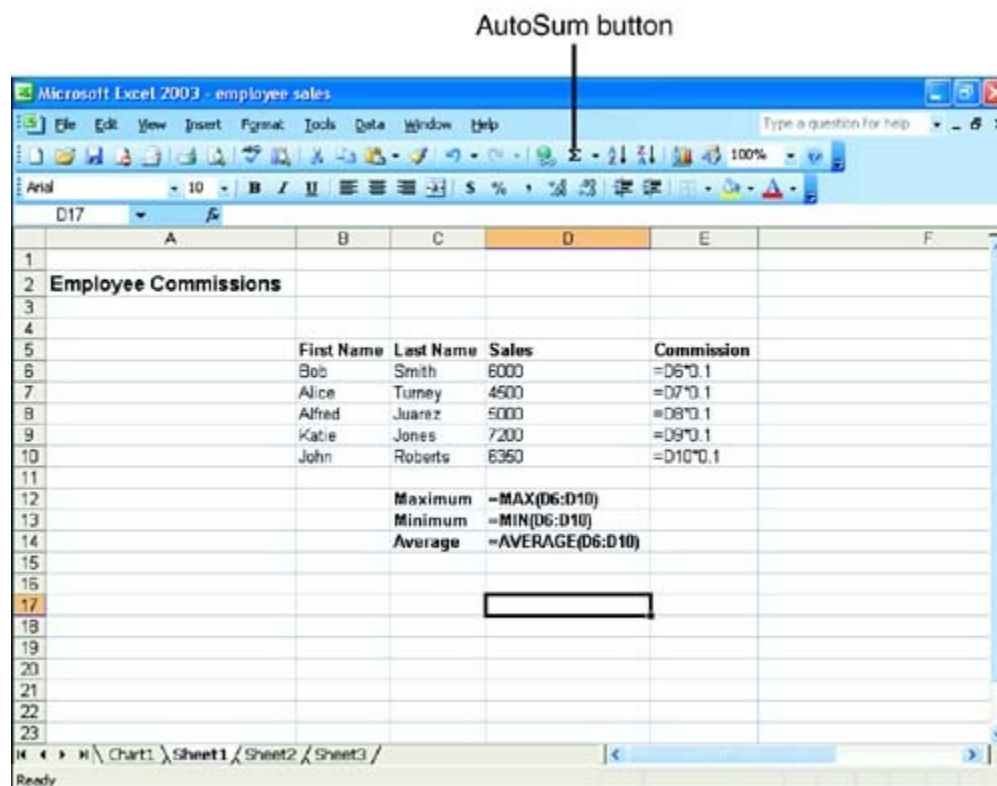 AutoSum button
Microsoft Excel 2003 - employee sales
File Edit View Insert Format Tools Data Window Help Type a question for help
100%
Arial 10 B I U $ % ,
D17 fx
A B C D E F
1
2 Employee Commissions
3
4
5 First Name Last Name Sales Commission
6 Bob Smith 6000 =D6*0.1
7 Alice Turney 4500 =D7*0.1
8 Alfred Juarez 5000 =D8*0.1
9 Katie Jones 7200 =D9*0.1
10 John Roberts 6350 =D10*0.1
11
12 Maximum =MAX(D6:D10)
13 Minimum =MIN(D6:D10)
14 Average =AVERAGE(D6:D10)
15
16
17
18
19
20
21
22
23
Chart1 Sheet1 Sheet2 Sheet3
Ready